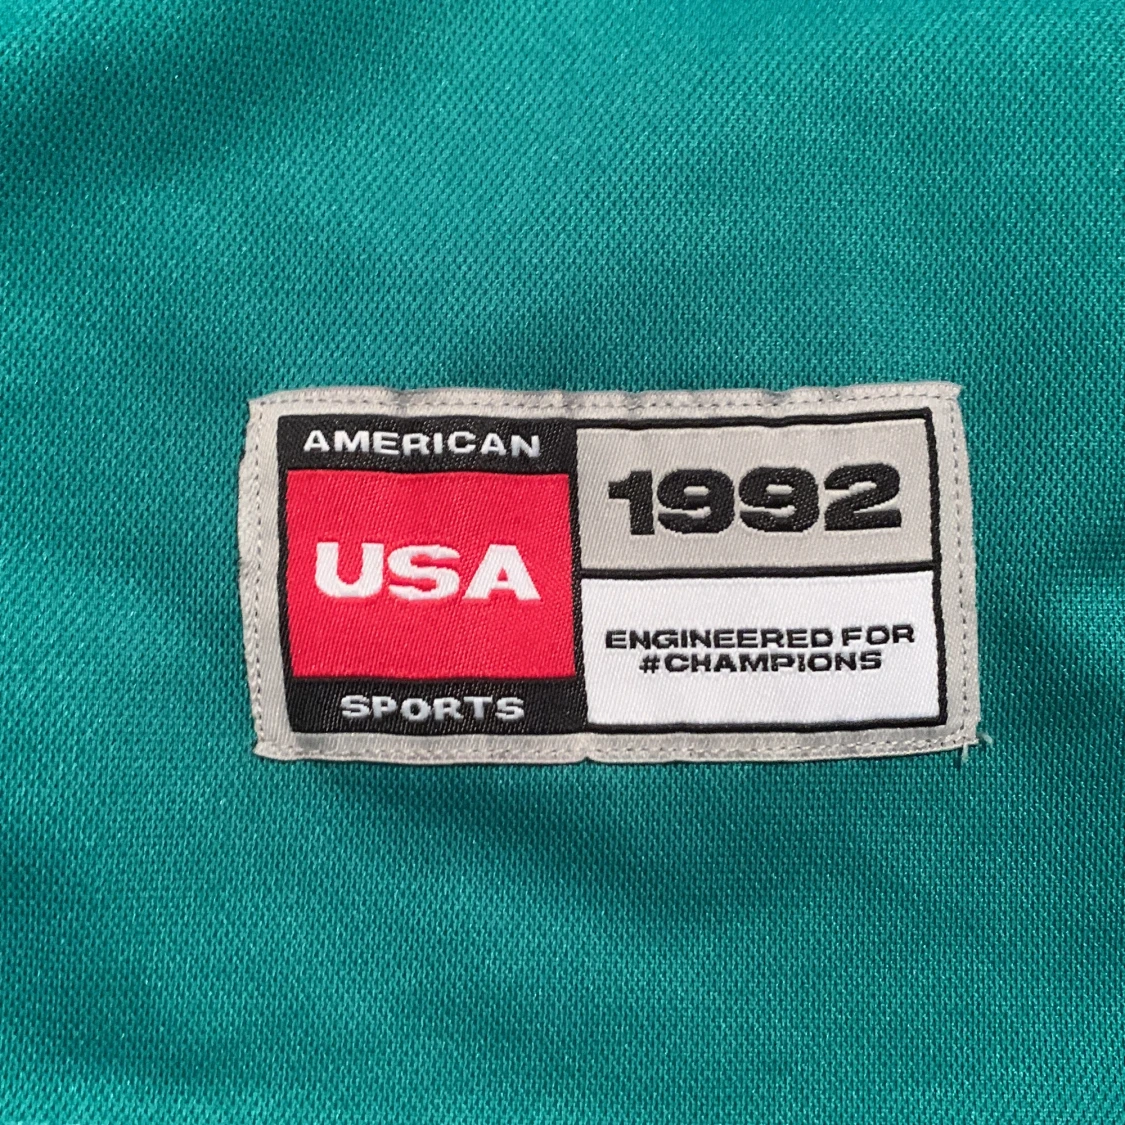 AMERICAN
USA
SPORTS
1992
ENGINEERED FOR
#CHAMPIONS